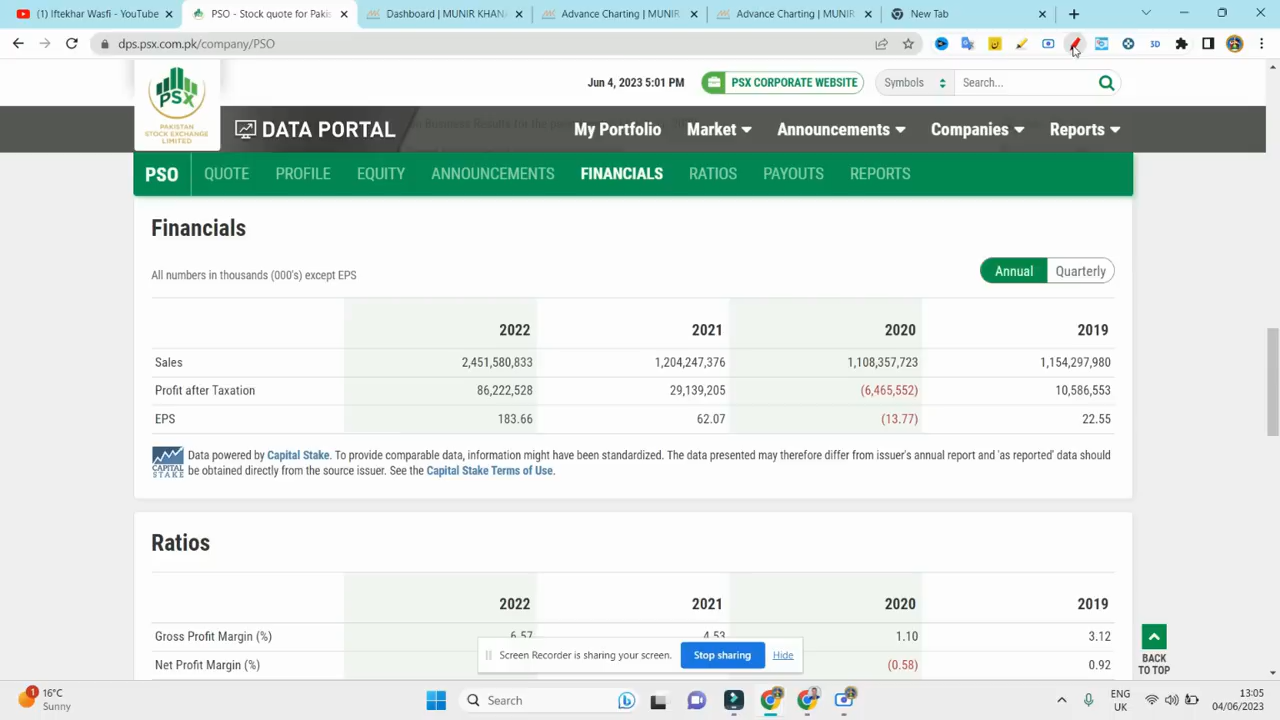 Iftekhar Wasfi - YouTube
PSO - Stock quote for Pakis
Dashboard | MUNIR KHANA
Advance Charting | MUNIR
Advance Charting | MUNIR
New Tab
dps.psx.com.pk/company/PSO
3D
PSX
PAKISTAN
STOCK EXCHANGE
LIMITED
Jun 4, 2023 5:01 PM
PSX CORPORATE WEBSITE
Symbols
Search...
DATA PORTAL
My Portfolio
Market
Announcements
Companies
Reports
PSO
QUOTE
PROFILE
EQUITY
ANNOUNCEMENTS
FINANCIALS
RATIOS
PAYOUTS
REPORTS
Financials
All numbers in thousands (000's) except EPS
Annual
Quarterly
2022 2021 2020 2019
Sales 2,451,580,833 1,204,247,376 1,108,357,723 1,154,297,980
Profit after Taxation 86,222,528 29,139,205 (6,465,552) 10,586,553
EPS 183.66 62.07 (13.77) 22.55
CAPITAL
STAKE
Data powered by Capital Stake. To provide comparable data, information might have been standardized. The data presented may therefore differ from issuer's annual report and 'as reported' data should
be obtained directly from the source issuer. See the Capital Stake Terms of Use.
Ratios
2022 2021 2020 2019
Gross Profit Margin (%) 6.57 4.53 1.10 3.12
Net Profit Margin (%) (0.58) 0.92
Screen Recorder is sharing your screen.
Stop sharing
Hide
BACK
TO TOP
1
16°C
Sunny
Search
ENG
UK
13:05
04/06/2023